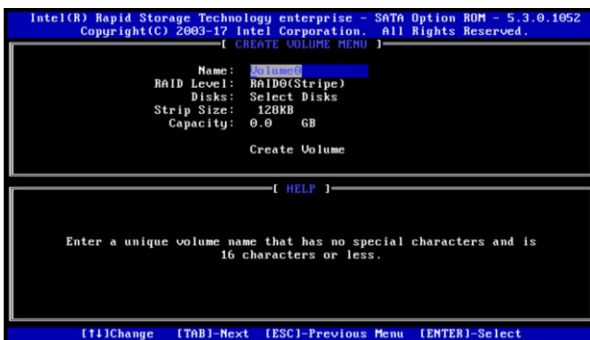 Intel(R) Rapid Storage Technology enterprise - SATA Option ROM - 5.3.0.1052
Copyright(C) 2003-17 Intel Corporation. All Rights Reserved.
[ CREATE VOLUME MENU ]
Name: Volume0
RAID Level: RAID0(Stripe)
Disks: Select Disks
Strip Size: 128KB
Capacity: 0.0 GB
Create Volume
[ HELP ]
Enter a unique volume name that has no special characters and is
16 characters or less.
[↑↓]Change [TAB]-Next [ESC]-Previous Menu [ENTER]-Select